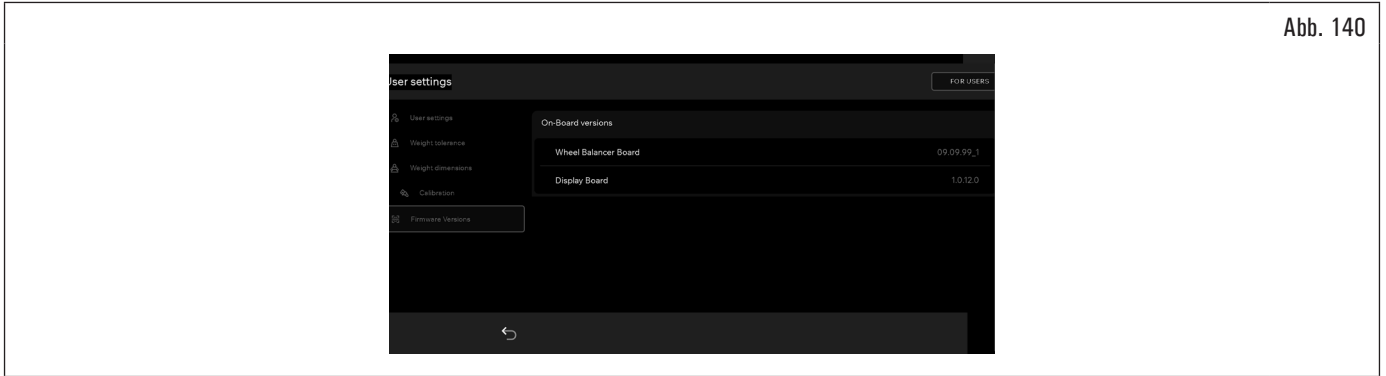 Abb. 140
User settings
FOR USERS
User settings
Weight tolerance
Weight dimensions
Calibration
Firmware Versions
On-Board versions
Wheel Balancer Board 09.09.99_1
Display Board 1.0.12.0